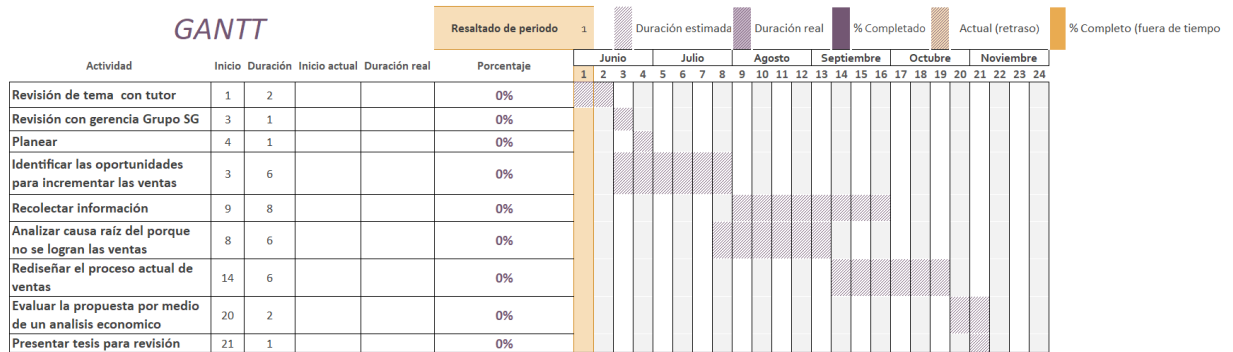 GANTT
Resaltado de periodo 1 Duración estimada Duración real % Completado Actual (retraso) % Completo (fuera de tiempo
Actividad Inicio Duración Inicio actual Duración real Porcentaje Junio Julio Agosto Septiembre Octubre Noviembre
1 2 3 4 5 6 7 8 9 10 11 12 13 14 15 16 17 18 19 20 21 22 23 24
Revisión de tema con tutor 1 2 0%
Revisión con gerencia Grupo SG 3 1 0%
Planear 4 1 0%
Identificar las oportunidades
para incrementar las ventas 3 6 0%
Recolectar información 9 8 0%
Analizar causa raíz del porque
no se logran las ventas 8 6 0%
Rediseñar el proceso actual de
ventas 14 6 0%
Evaluar la propuesta por medio
de un analisis economico 20 2 0%
Presentar tesis para revisión 21 1 0%